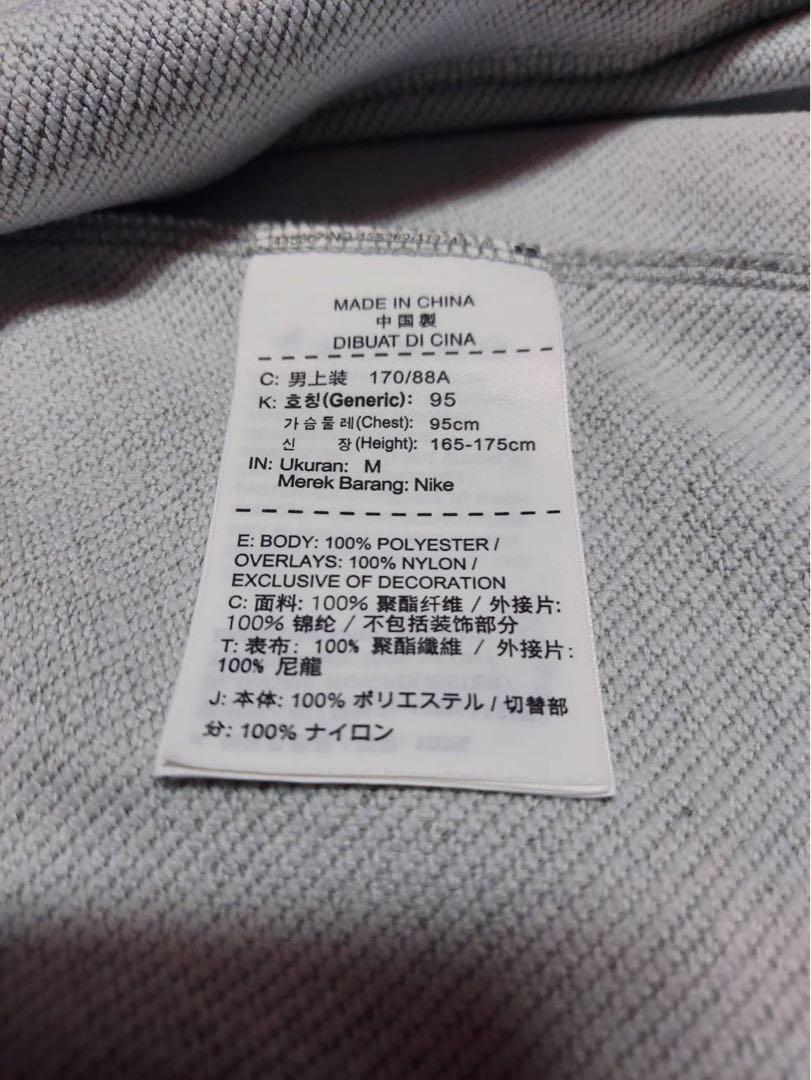 MADE IN CHINA
中国製
DIBUAT DI CINA
C: 男上装 170/88A
K: 호칭(Generic): 95
가슴둘레(Chest): 95cm
신 장(Height): 165-175cm
IN: Ukuran: M
Merek Barang: Nike
E: BODY: 100% POLYESTER /
OVERLAYS: 100% NYLON /
EXCLUSIVE OF DECORATION
C: 面料: 100% 聚酯纤维 / 外接片:
100% 锦纶 / 不包括装饰部分
T: 表布: 100% 聚酯纖維 / 外接片:
100% 尼龍
J: 本体: 100% ポリエステル / 切替部
分: 100% ナイロン